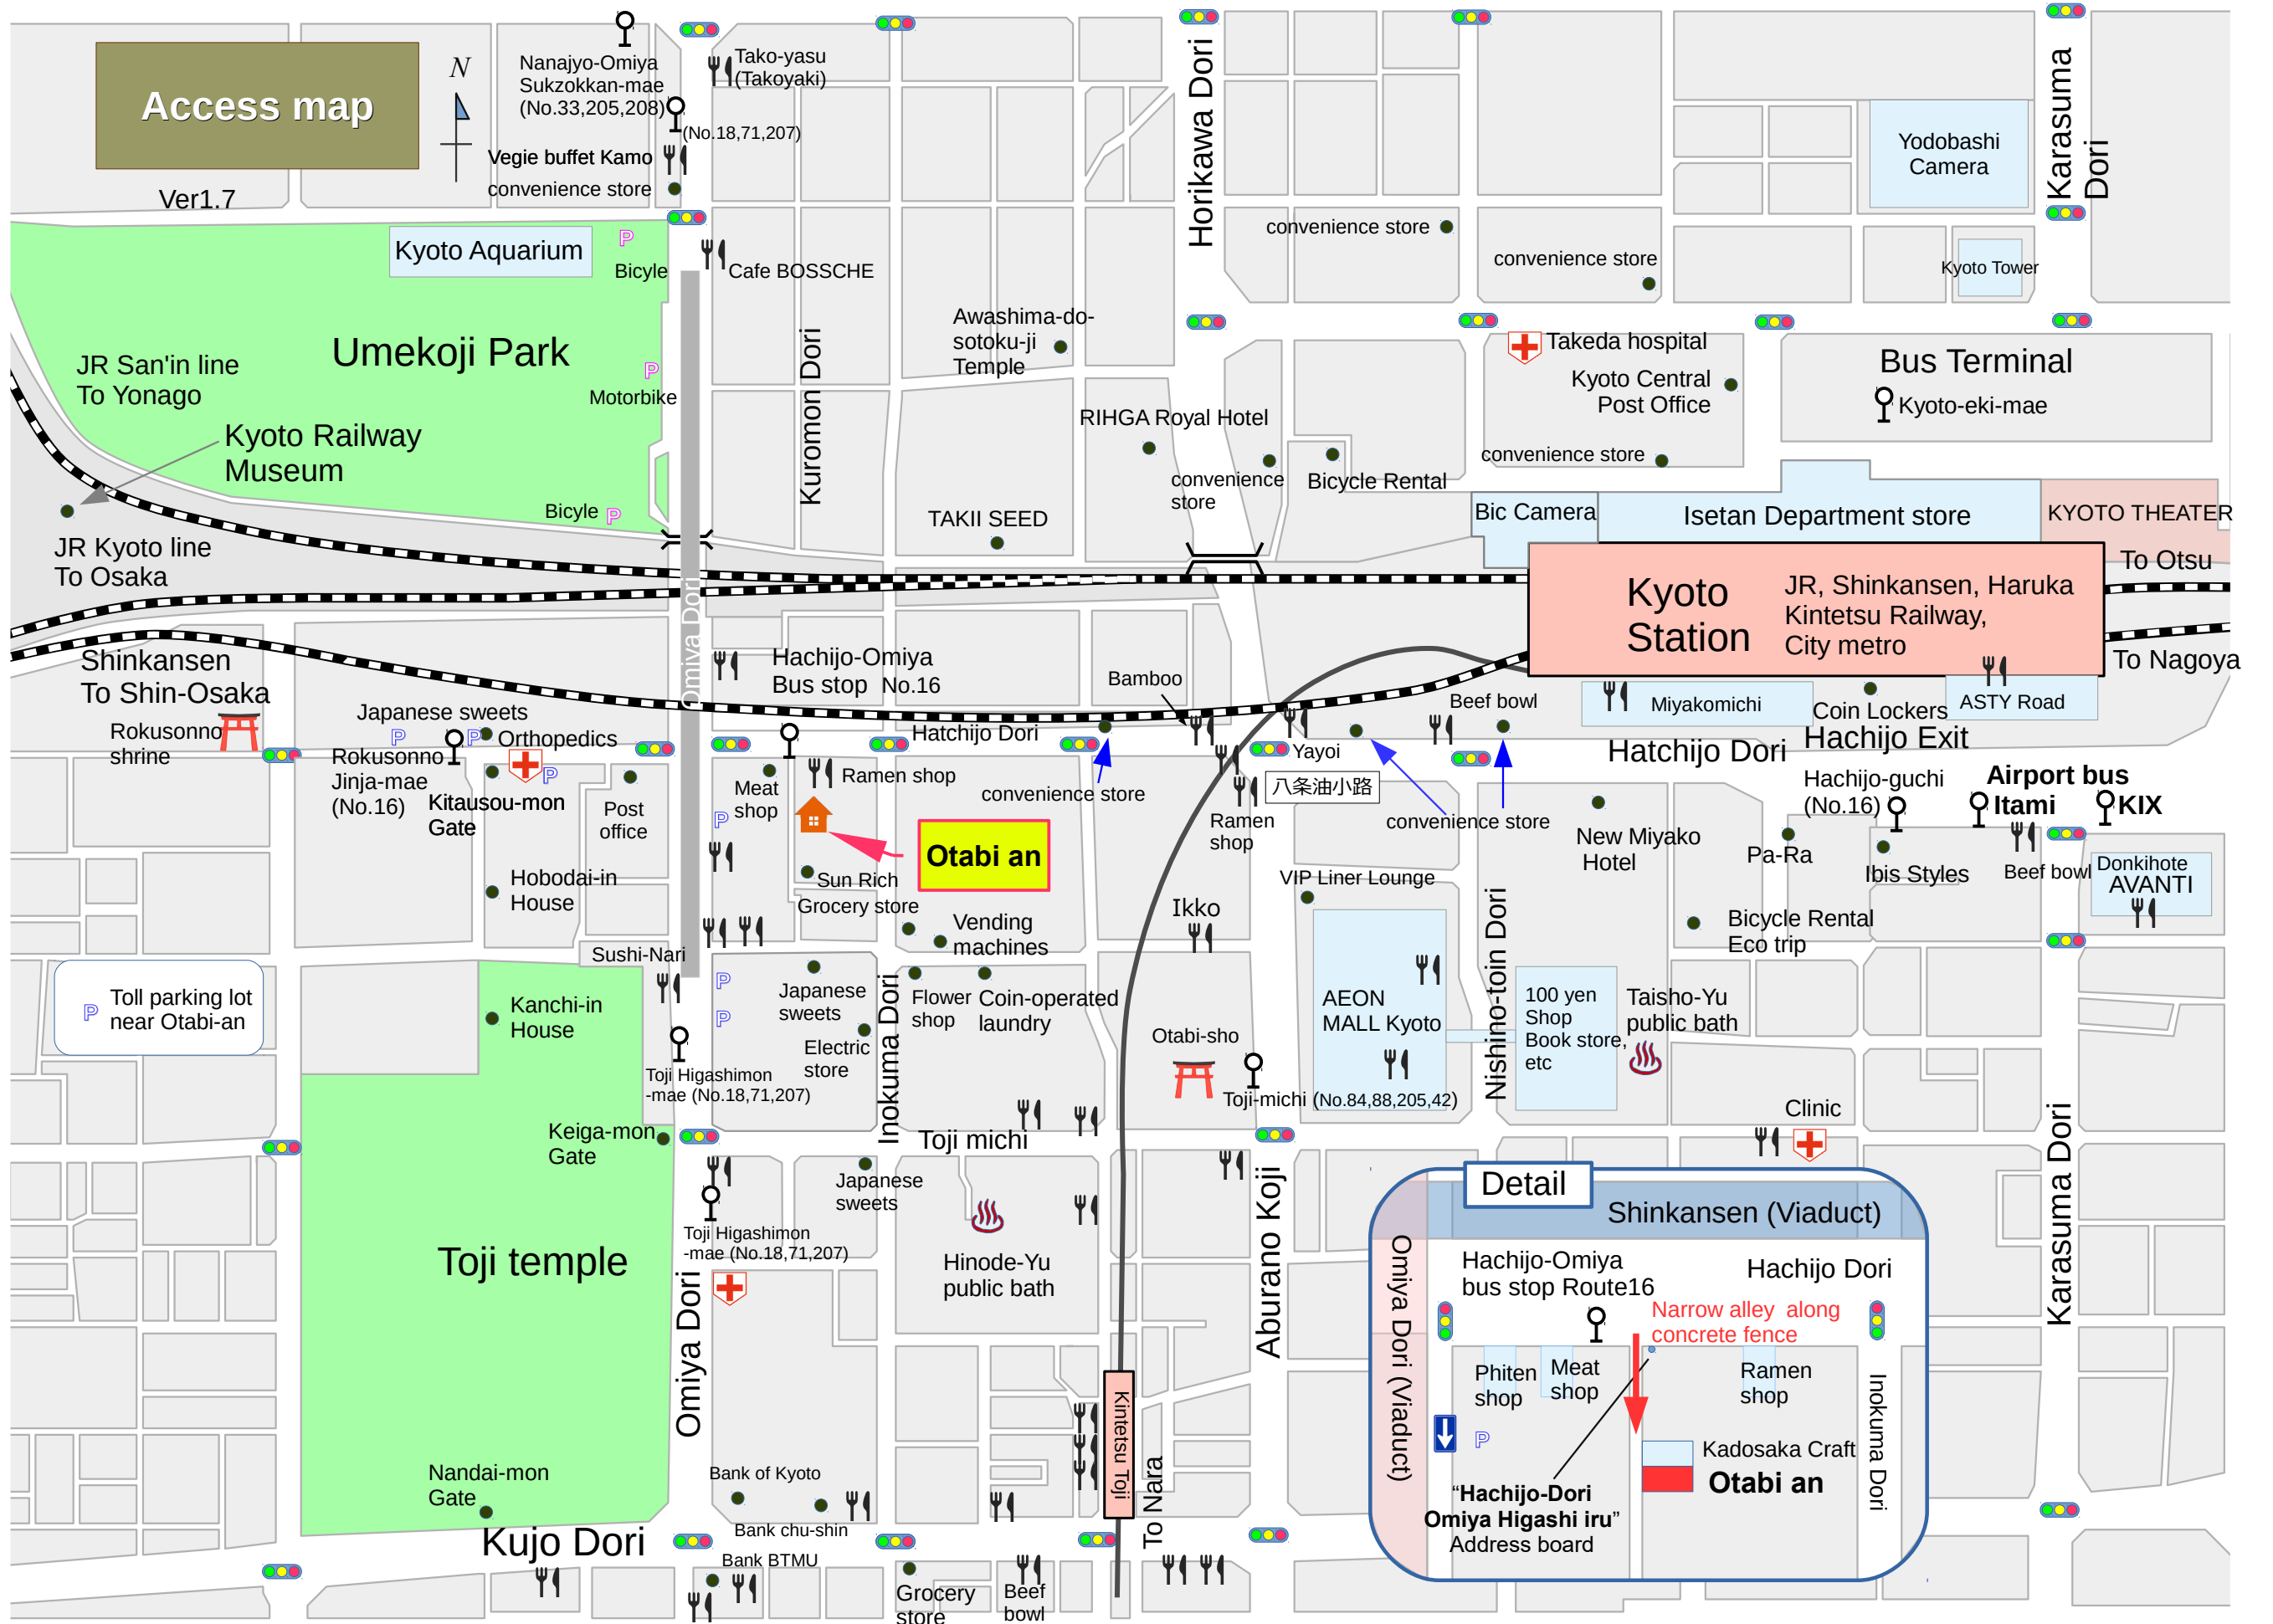 Access map
Ver1.7
N
Nanajyo-Omiya
Sukzokkan-mae
(No.33,205,208)
(No.18,71,207)
Vegie buffet Kamo
convenience store
Tako-yasu
(Takoyaki)
Horikawa Dori
Karasuma
Dori
Yodobashi
Camera
Kyoto Tower
Kyoto Aquarium
P
Bicyle
Cafe BOSSCHE
convenience store
convenience store
Umekoji Park
P
Motorbike
Kuromon Dori
Awashima-do-
sotoku-ji
Temple
JR San'in line
To Yonago
Kyoto Railway
Museum
Bicyle P
RIHGA Royal Hotel
convenience
store
Bicycle Rental
Takeda hospital
Kyoto Central
Post Office
convenience store
Bus Terminal
Kyoto-eki-mae
TAKII SEED
Bic Camera
Isetan Department store
KYOTO THEATER
JR Kyoto line
To Osaka
To Otsu
Kyoto
Station
JR, Shinkansen, Haruka
Kintetsu Railway,
City metro
To Nagoya
Omiya Dori
Shinkansen
To Shin-Osaka
Rokusonno
shrine
Japanese sweets
P
P
Orthopedics
Rokusonno
Jinja-mae
(No.16)
P
Kitausou-mon
Gate
Post
office
Hachijo-Omiya
Bus stop No.16
Hatchijo Dori
Bamboo
Beef bowl
Miyakomichi
Coin Lockers
ASTY Road
Hachijo Exit
Hatchijo Dori
Yayoi
八条油小路
Meat
shop
P
Ramen shop
Otabi an
convenience store
Ramen
shop
convenience store
New Miyako
Hotel
Hachijo-guchi
(No.16)
Airport bus
Itami
KIX
Pa-Ra
Ibis Styles
Beef bowl
Donkihote
AVANTI
Hobodai-in
House
Sun Rich
Grocery store
Vending
machines
VIP Liner Lounge
Ikko
Nishino-toin Dori
Bicycle Rental
Eco trip
Sushi-Nari
P Toll parking lot
near Otabi-an
Kanchi-in
House
P
P
Japanese
sweets
Electric
store
Inokuma Dori
Flower
shop
Coin-operated
laundry
AEON
MALL Kyoto
100 yen
Shop
Book store,
etc
Taisho-Yu
public bath
Otabi-sho
Toji-michi (No.84,88,205,42)
Toji Higashimon
-mae (No.18,71,207)
Clinic
Keiga-mon
Gate
Toji michi
Japanese
sweets
Toji Higashimon
-mae (No.18,71,207)
Hinode-Yu
public bath
Toji temple
Omiya Dori
Aburano Koji
Karasuma Dori
Kintetsu Toji
To Nara
Nandai-mon
Gate
Bank of Kyoto
Bank chu-shin
Kujo Dori
Bank BTMU
Grocery
store
Beef
bowl
Detail
Shinkansen (Viaduct)
Omiya Dori (Viaduct)
Hachijo-Omiya
bus stop Route16
Hachijo Dori
Narrow alley along
concrete fence
Phiten
shop
Meat
shop
Ramen
shop
Inokuma Dori
P
Kadosaka Craft
Otabi an
“Hachijo-Dori
Omiya Higashi iru”
Address board